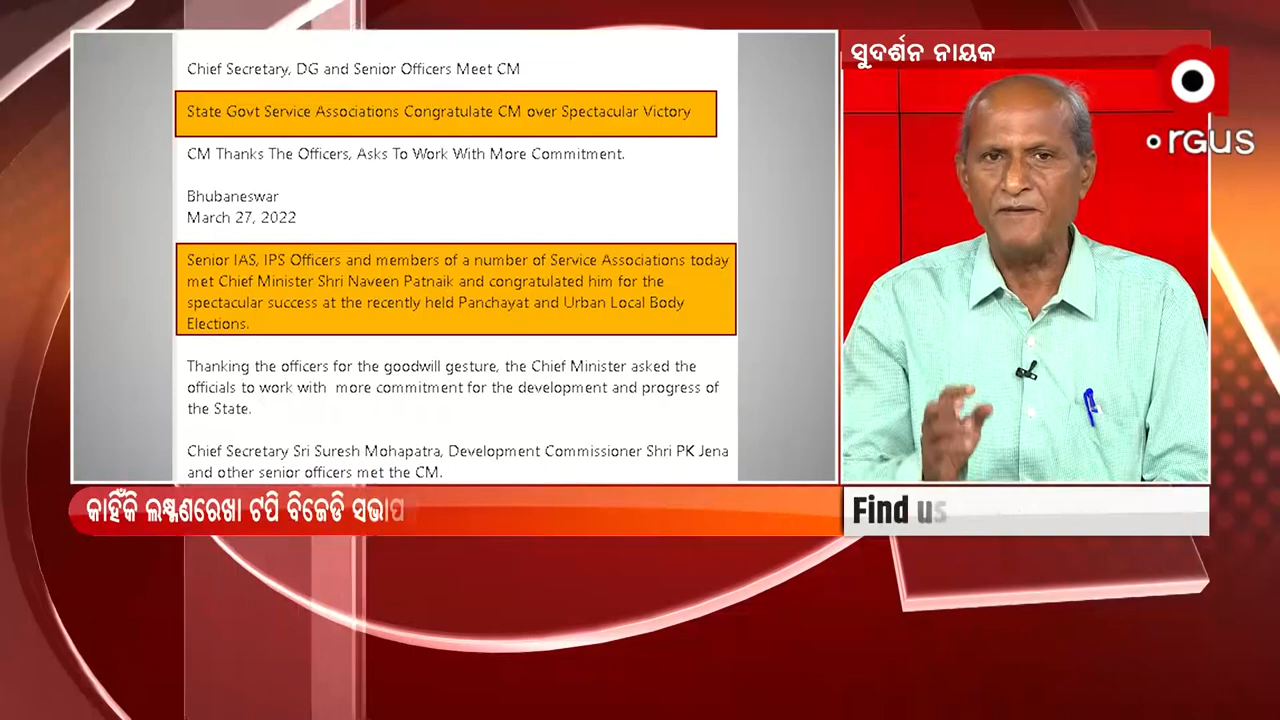 Chief Secretary, DG and Senior Officers Meet CM
State Govt Service Associations Congratulate CM over Spectacular Victory
CM Thanks The Officers, Asks To Work With More Commitment.
Bhubaneswar
March 27, 2022
Senior IAS, IPS Officers and members of a number of Service Associations today
met Chief Minister Shri Naveen Patnaik and congratulated him for the
spectacular success at the recently held Panchayat and Urban Local Body
Elections.
Thanking the officers for the goodwill gesture, the Chief Minister asked the
officials to work with more commitment for the development and progress of
the State.
Chief Secretary Sri Suresh Mohapatra, Development Commissioner Shri PK Jena
and other senior officers met the CM.
ସୁଦର୍ଶନ ନାୟକ
argus
କାହିଁକି ଲକ୍ଷ୍ମଣରେଖା ଟପି ବିଜେଡି ସଭାପ
Find us